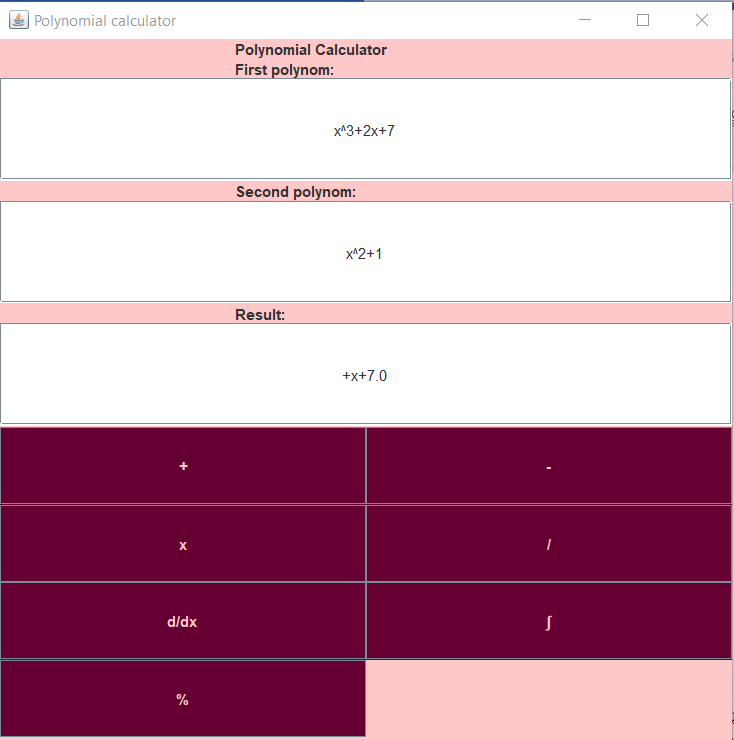 Polynomial calculator
Polynomial Calculator
First polynom:
x^3+2x+7
Second polynom:
x^2+1
Result:
+x+7.0
+ -
x /
d/dx ∫
%